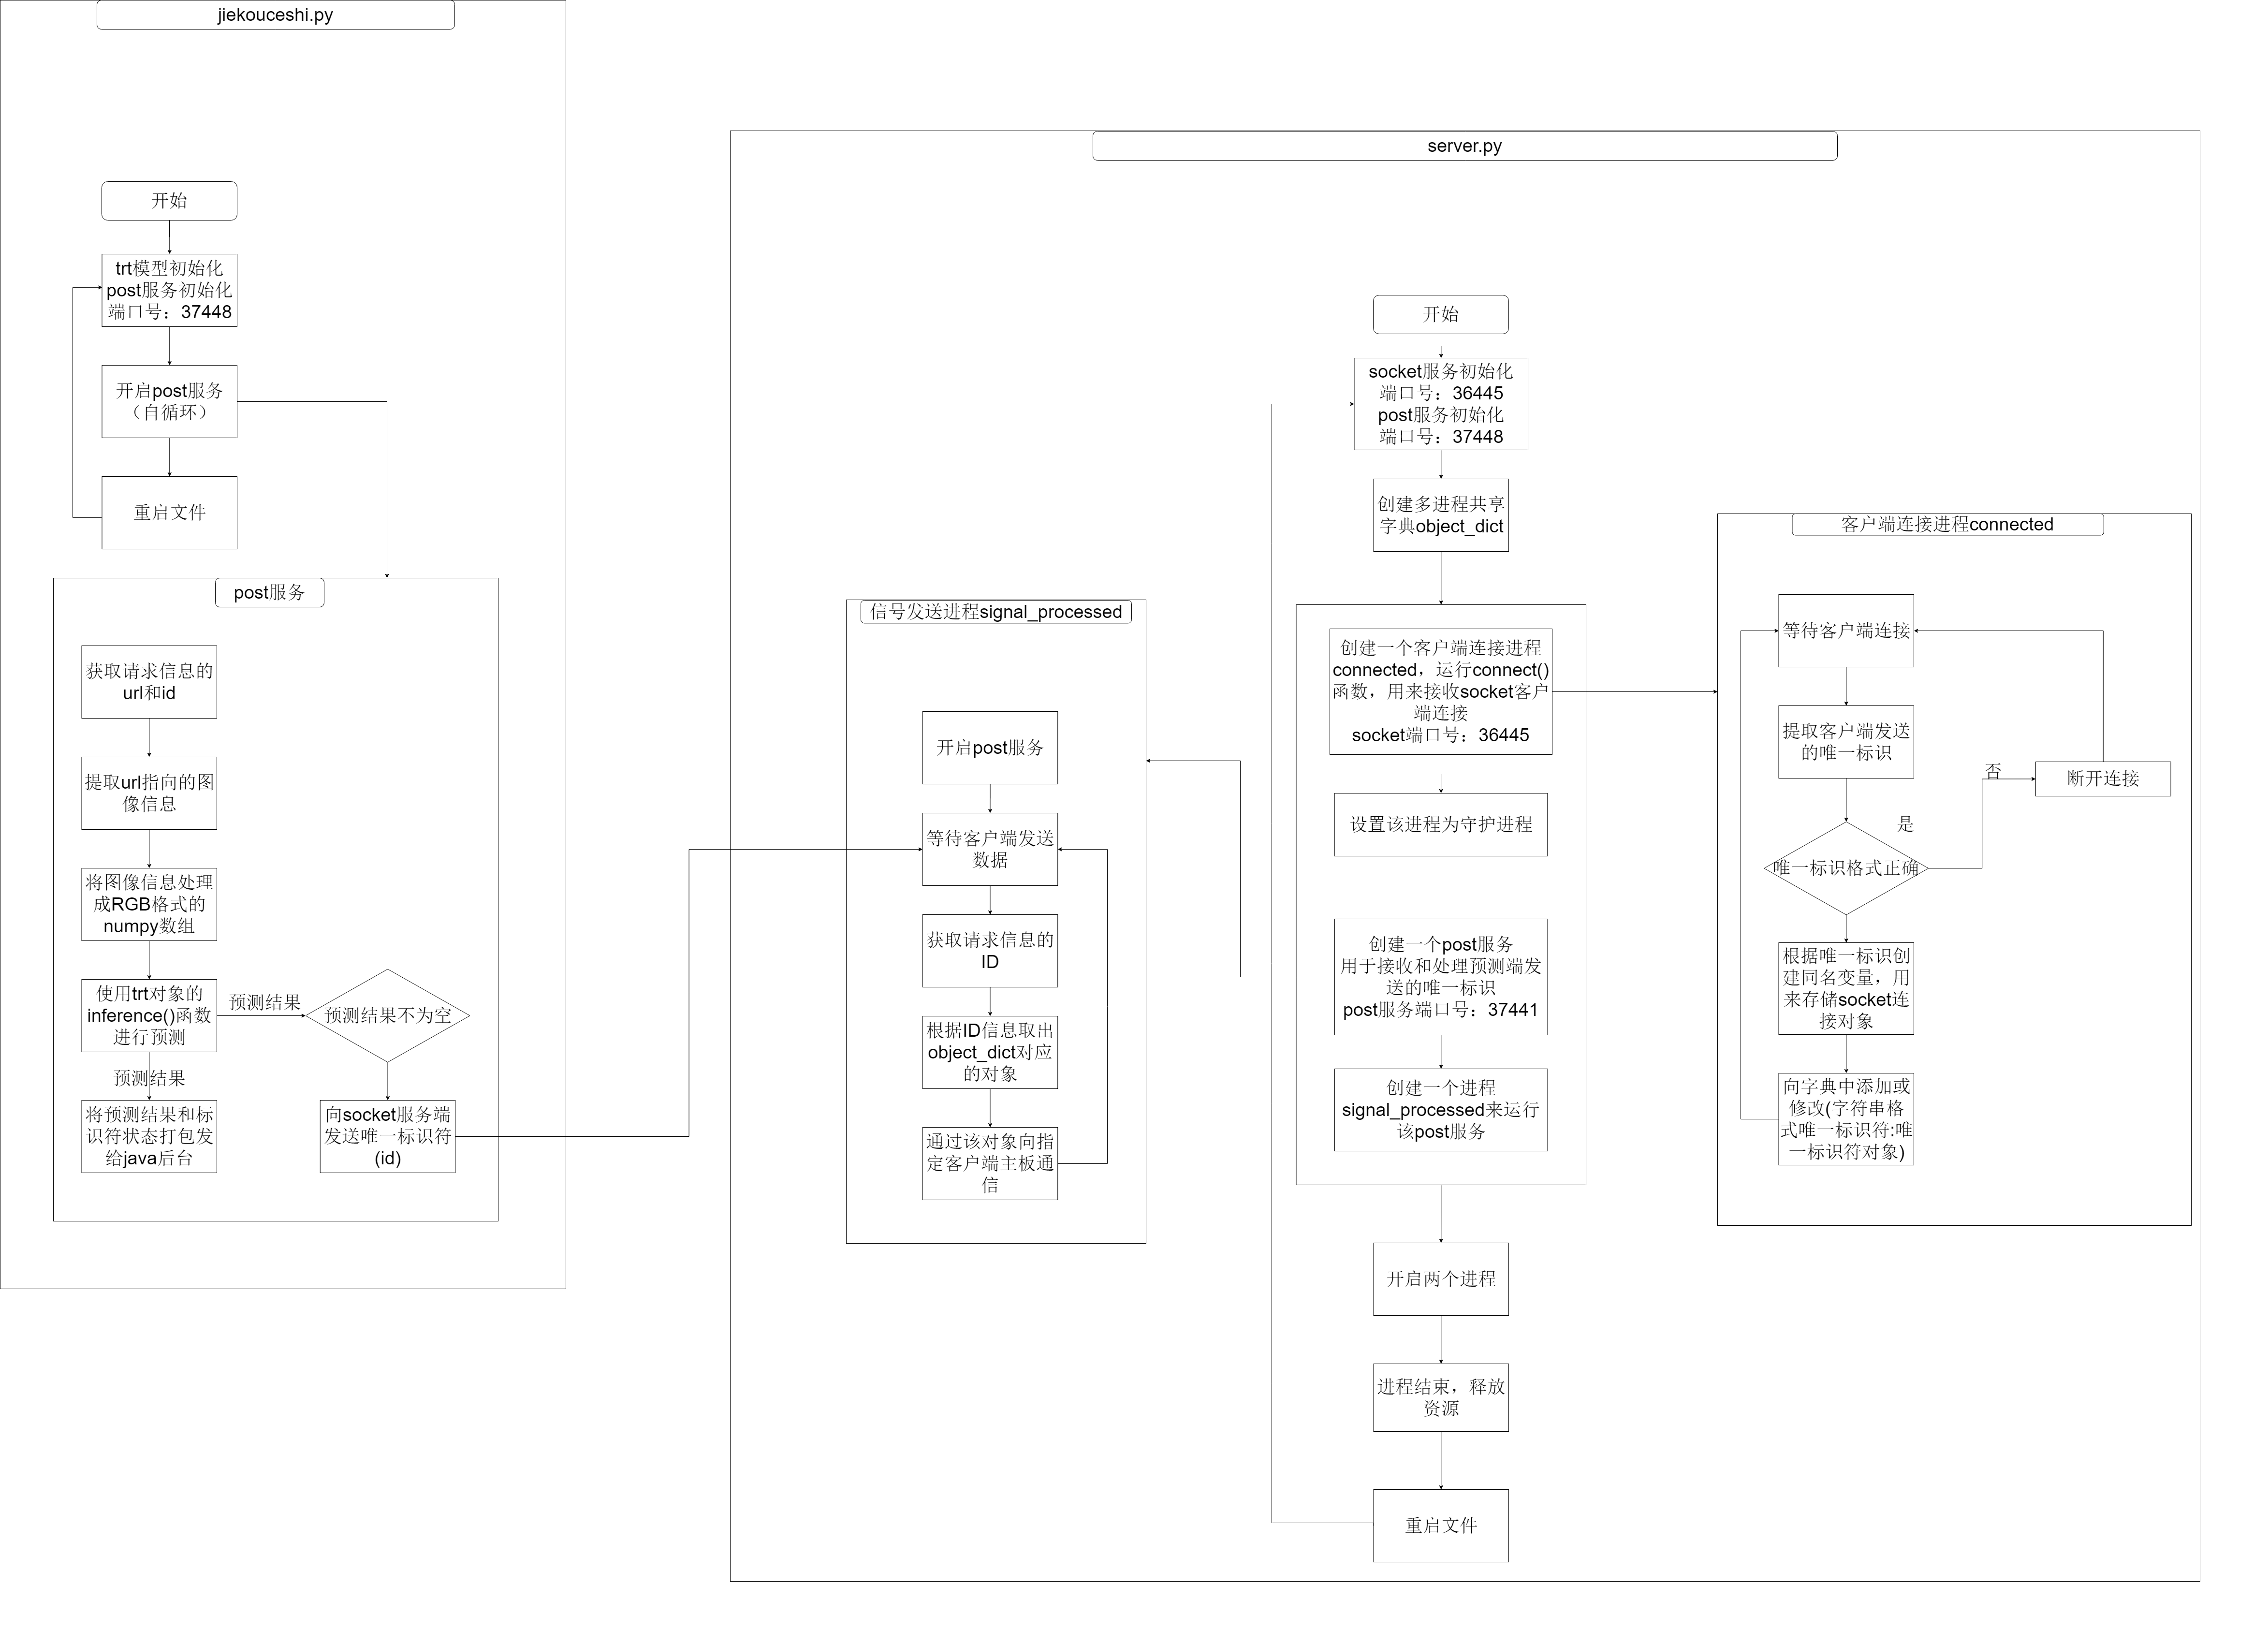 jiekouceshi.py
开始
trt模型初始化
post服务初始化
端口号：37448
开启post服务
（自循环）
重启文件
post服务
获取请求信息的
url和id
提取url指向的图
像信息
将图像信息处理
成RGB格式的
numpy数组
使用trt对象的
inference()函数
进行预测
预测结果
预测结果不为空
预测结果
将预测结果和标
识符状态打包发
给java后台
向socket服务端
发送唯一标识符
(id)
server.py
信号发送进程signal_processed
开启post服务
等待客户端发送
数据
获取请求信息的
ID
根据ID信息取出
object_dict对应
的对象
通过该对象向指
定客户端主板通
信
开始
socket服务初始化
端口号：36445
post服务初始化
端口号：37448
创建多进程共享
字典object_dict
创建一个客户端连接进程
connected，运行connect()
函数，用来接收socket客户
端连接
socket端口号：36445
设置该进程为守护进程
创建一个post服务
用于接收和处理预测端发
送的唯一标识
post服务端口号：37441
创建一个进程
signal_processed来运行
该post服务
开启两个进程
进程结束，释放
资源
重启文件
客户端连接进程connected
等待客户端连接
提取客户端发送
的唯一标识
否
断开连接
是
唯一标识格式正确
根据唯一标识创
建同名变量，用
来存储socket连
接对象
向字典中添加或
修改(字符串格
式唯一标识符:唯
一标识符对象)